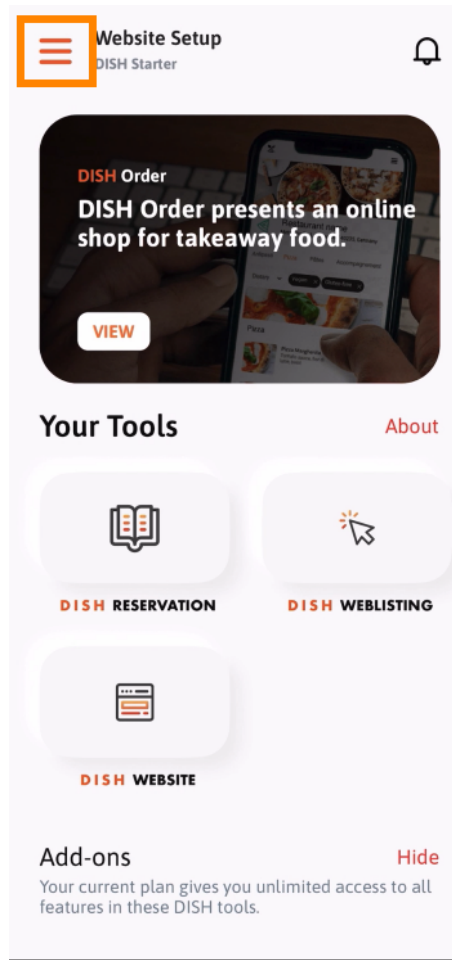 Website Setup
DISH Starter
DISH Order
DISH Order presents an online
shop for takeaway food.
VIEW
Your Tools
About
DISH RESERVATION
DISH WEBLISTING
DISH WEBSITE
Add-ons
Hide
Your current plan gives you unlimited access to all
features in these DISH tools.